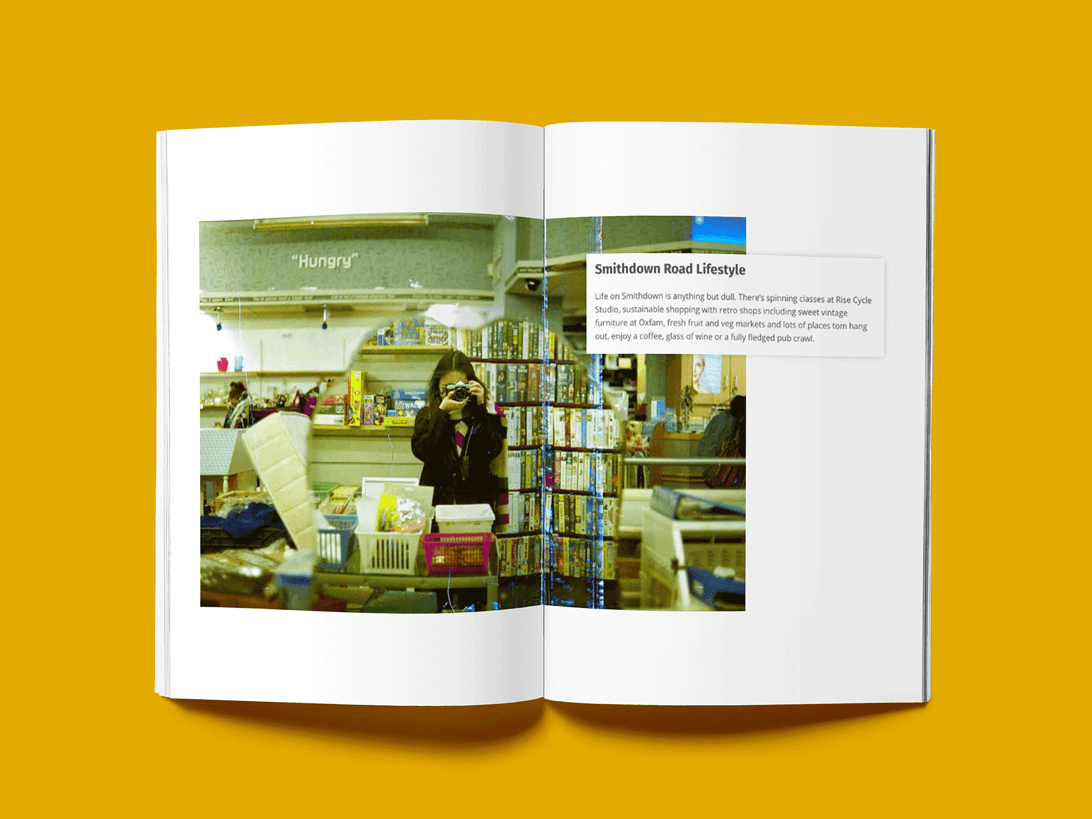 “Hungry”
Smithdown Road Lifestyle
Life on Smithdown is anything but dull. There's spinning classes at Rise Cycle
Studio, sustainable shopping with retro shops including sweet vintage
furniture at Oxfam, fresh fruit and veg markets and lots of places tom hang
out, enjoy a coffee, glass of wine or a fully fledged pub crawl.